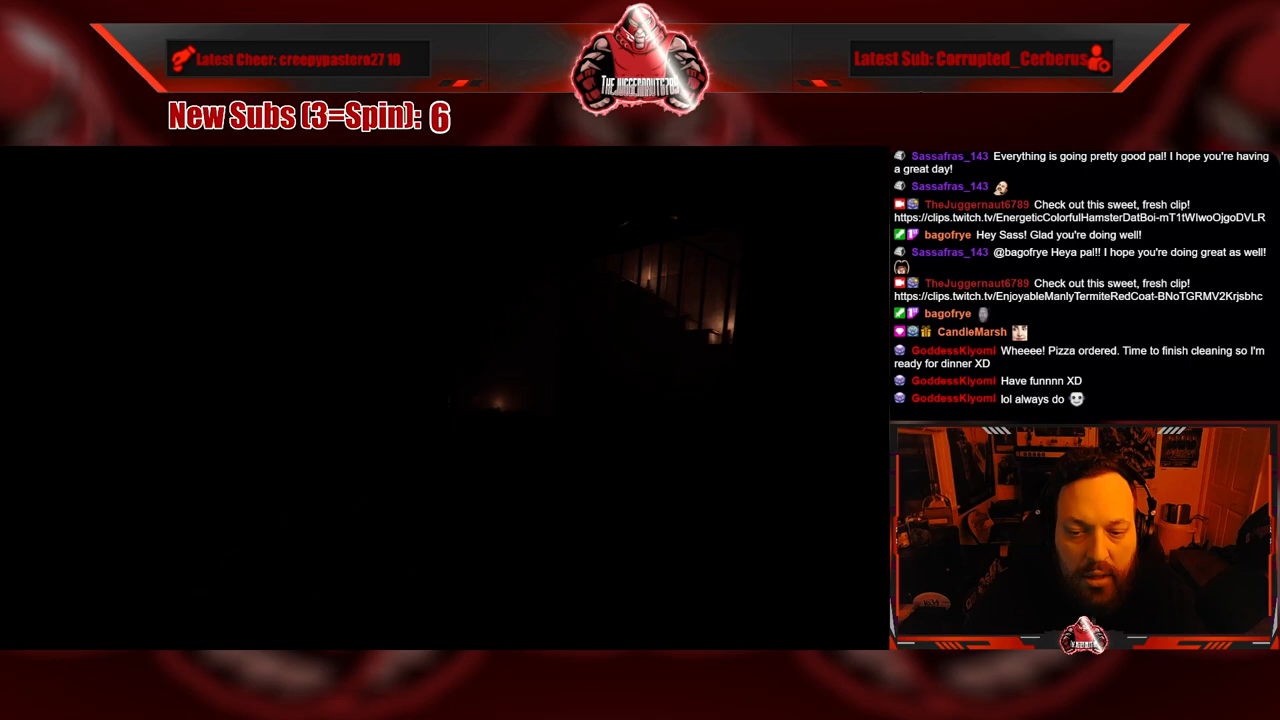 Latest Cheer: creepypastero27 10
THEJUGGERNAUT6789
Latest Sub: Corrupted_Cerberus
New Subs (3=Spin): 6
Sassafras_143 Everything is going pretty good pal! I hope you're having
a great day!
Sassafras_143
TheJuggernaut6789 Check out this sweet, fresh clip!
https://clips.twitch.tv/EnergeticColorfulHamsterDatBoi-mT1tWIwoOjgoDVLR
bagofrye Hey Sass! Glad you're doing well!
Sassafras_143 @bagofrye Heya pal!! I hope you're doing great as well!
TheJuggernaut6789 Check out this sweet, fresh clip!
https://clips.twitch.tv/EnjoyableManlyTermiteRedCoat-BNoTGRMV2Krjsbhc
bagofrye
CandieMarsh
GoddessKiyomi Wheeee! Pizza ordered. Time to finish cleaning so I'm
ready for dinner XD
GoddessKiyomi Have funnnn XD
GoddessKiyomi lol always do